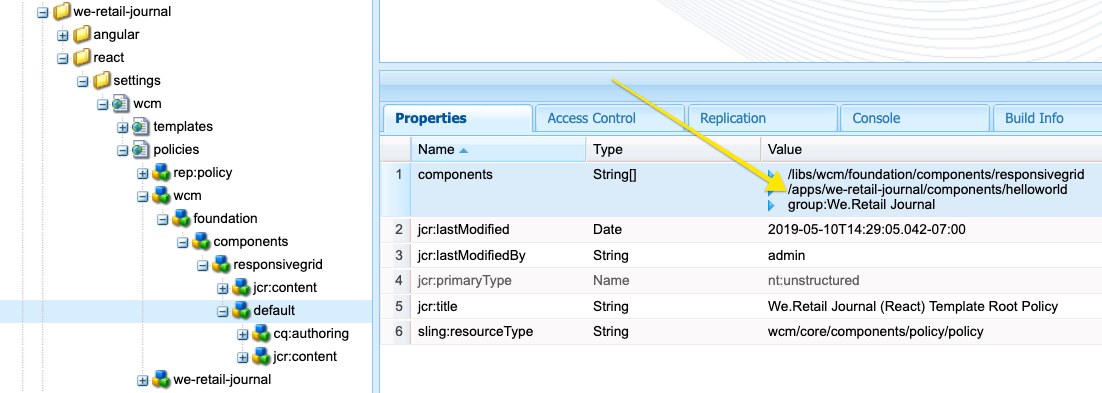 we-retail-journal
angular
react
settings
wcm
templates
policies
rep:policy
wcm
foundation
components
responsivegrid
jcr:content
default
cq:authoring
jcr:content
we-retail-journal
Properties Access Control Replication Console Build Info
Name Type Value
1 components String[] /libs/wcm/foundation/components/responsivegrid
/apps/we-retail-journal/components/helloworld
group:We.Retail Journal
2 jcr:lastModified Date 2019-05-10T14:29:05.042-07:00
3 jcr:lastModifiedBy String admin
4 jcr:primaryType Name nt:unstructured
5 jcr:title String We.Retail Journal (React) Template Root Policy
6 sling:resourceType String wcm/core/components/policy/policy